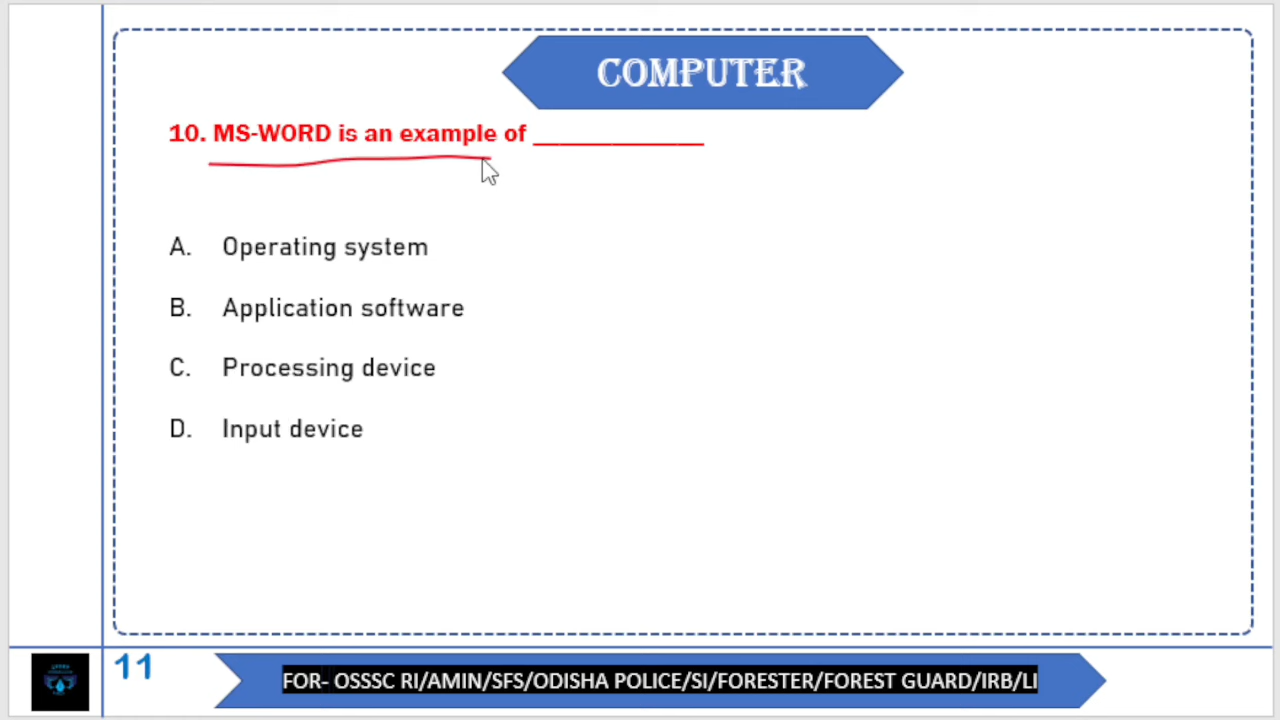 COMPUTER
10. MS-WORD is an example of _____________
A. Operating system
B. Application software
C. Processing device
D. Input device
11
FOR- OSSSC RI/AMIN/SFS/ODISHA POLICE/SI/FORESTER/FOREST GUARD/IRB/LI